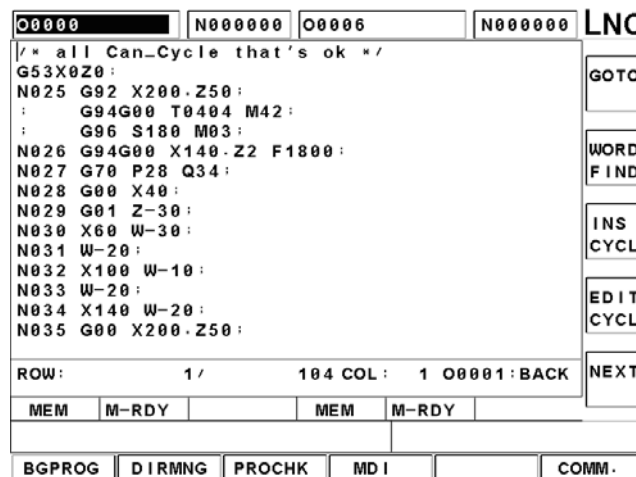 O0000 N000000 O0006 N000000 LNC
/* all Can_Cycle that's ok */
G53X0Z0;
N025 G92 X200.Z50;
; G94G00 T0404 M42;
; G96 S180 M03;
N026 G94G00 X140.Z2 F1800;
N027 G70 P28 Q34;
N028 G00 X40;
N029 G01 Z-30;
N030 X60 W-30;
N031 W-20;
N032 X100 W-10;
N033 W-20;
N034 X140 W-20;
N035 G00 X200.Z50;
ROW: 1/ 104 COL: 1 O0001:BACK
MEM M-RDY MEM M-RDY
BGPROG DIRMNG PROCHK MDI COMM.
GOTO
WORD
FIND
INS
CYCL
EDIT
CYCL
NEXT